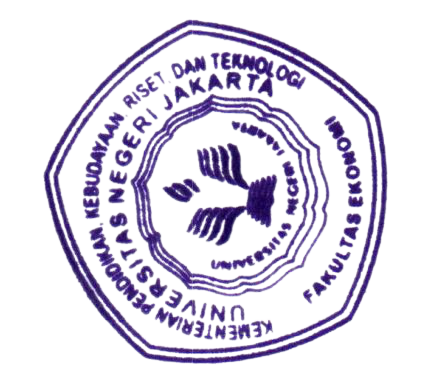 KEMENTERIAN PENDIDIKAN, KEBUDAYAAN, RISET, DAN TEKNOLOGI
UNIVERSITAS NEGERI JAKARTA
UNIVERSITAS NEGERI JAKARTA
FAKULTAS EKONOMI